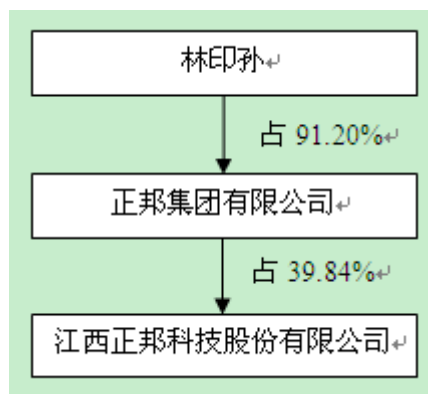 林印孙
占 91.20%
正邦集团有限公司
占 39.84%
江西正邦科技股份有限公司